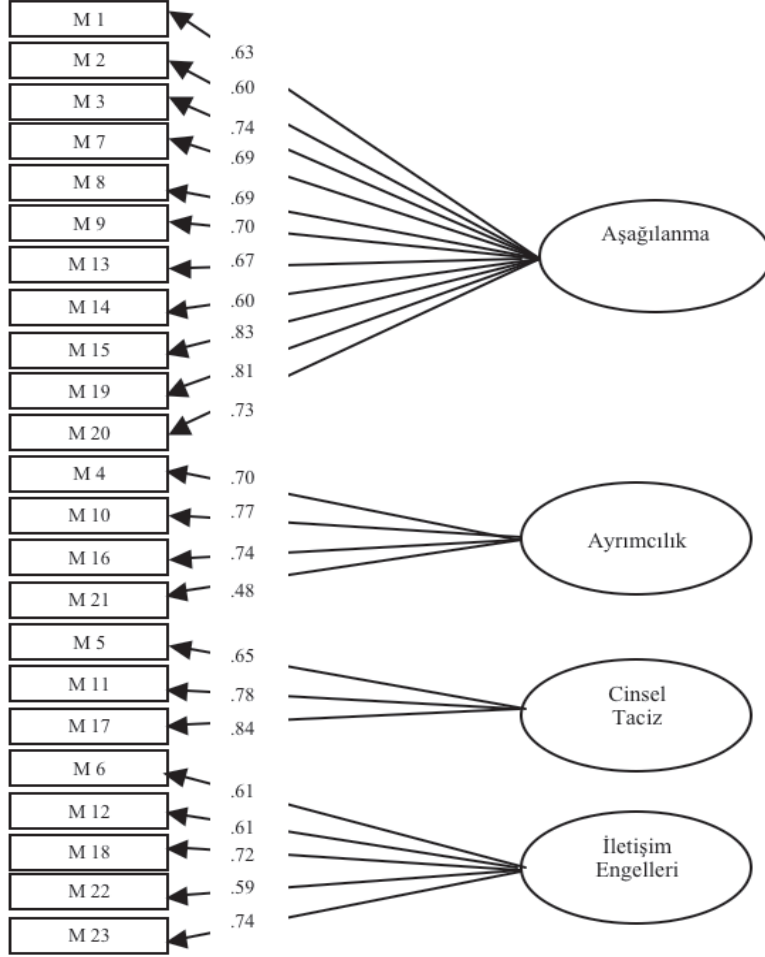 M 1
.63
M 2
.60
M 3
.74
M 7
.69
M 8
.69
M 9
.70
M 13
.67
M 14
.60
M 15
.83
M 19
.81
M 20
.73
Aşağılanma
M 4
.70
M 10
.77
M 16
.74
M 21
.48
Ayrımcılık
M 5
.65
M 11
.78
M 17
.84
Cinsel
Taciz
M 6
.61
M 12
.61
M 18
.72
M 22
.59
M 23
.74
İletişim
Engelleri